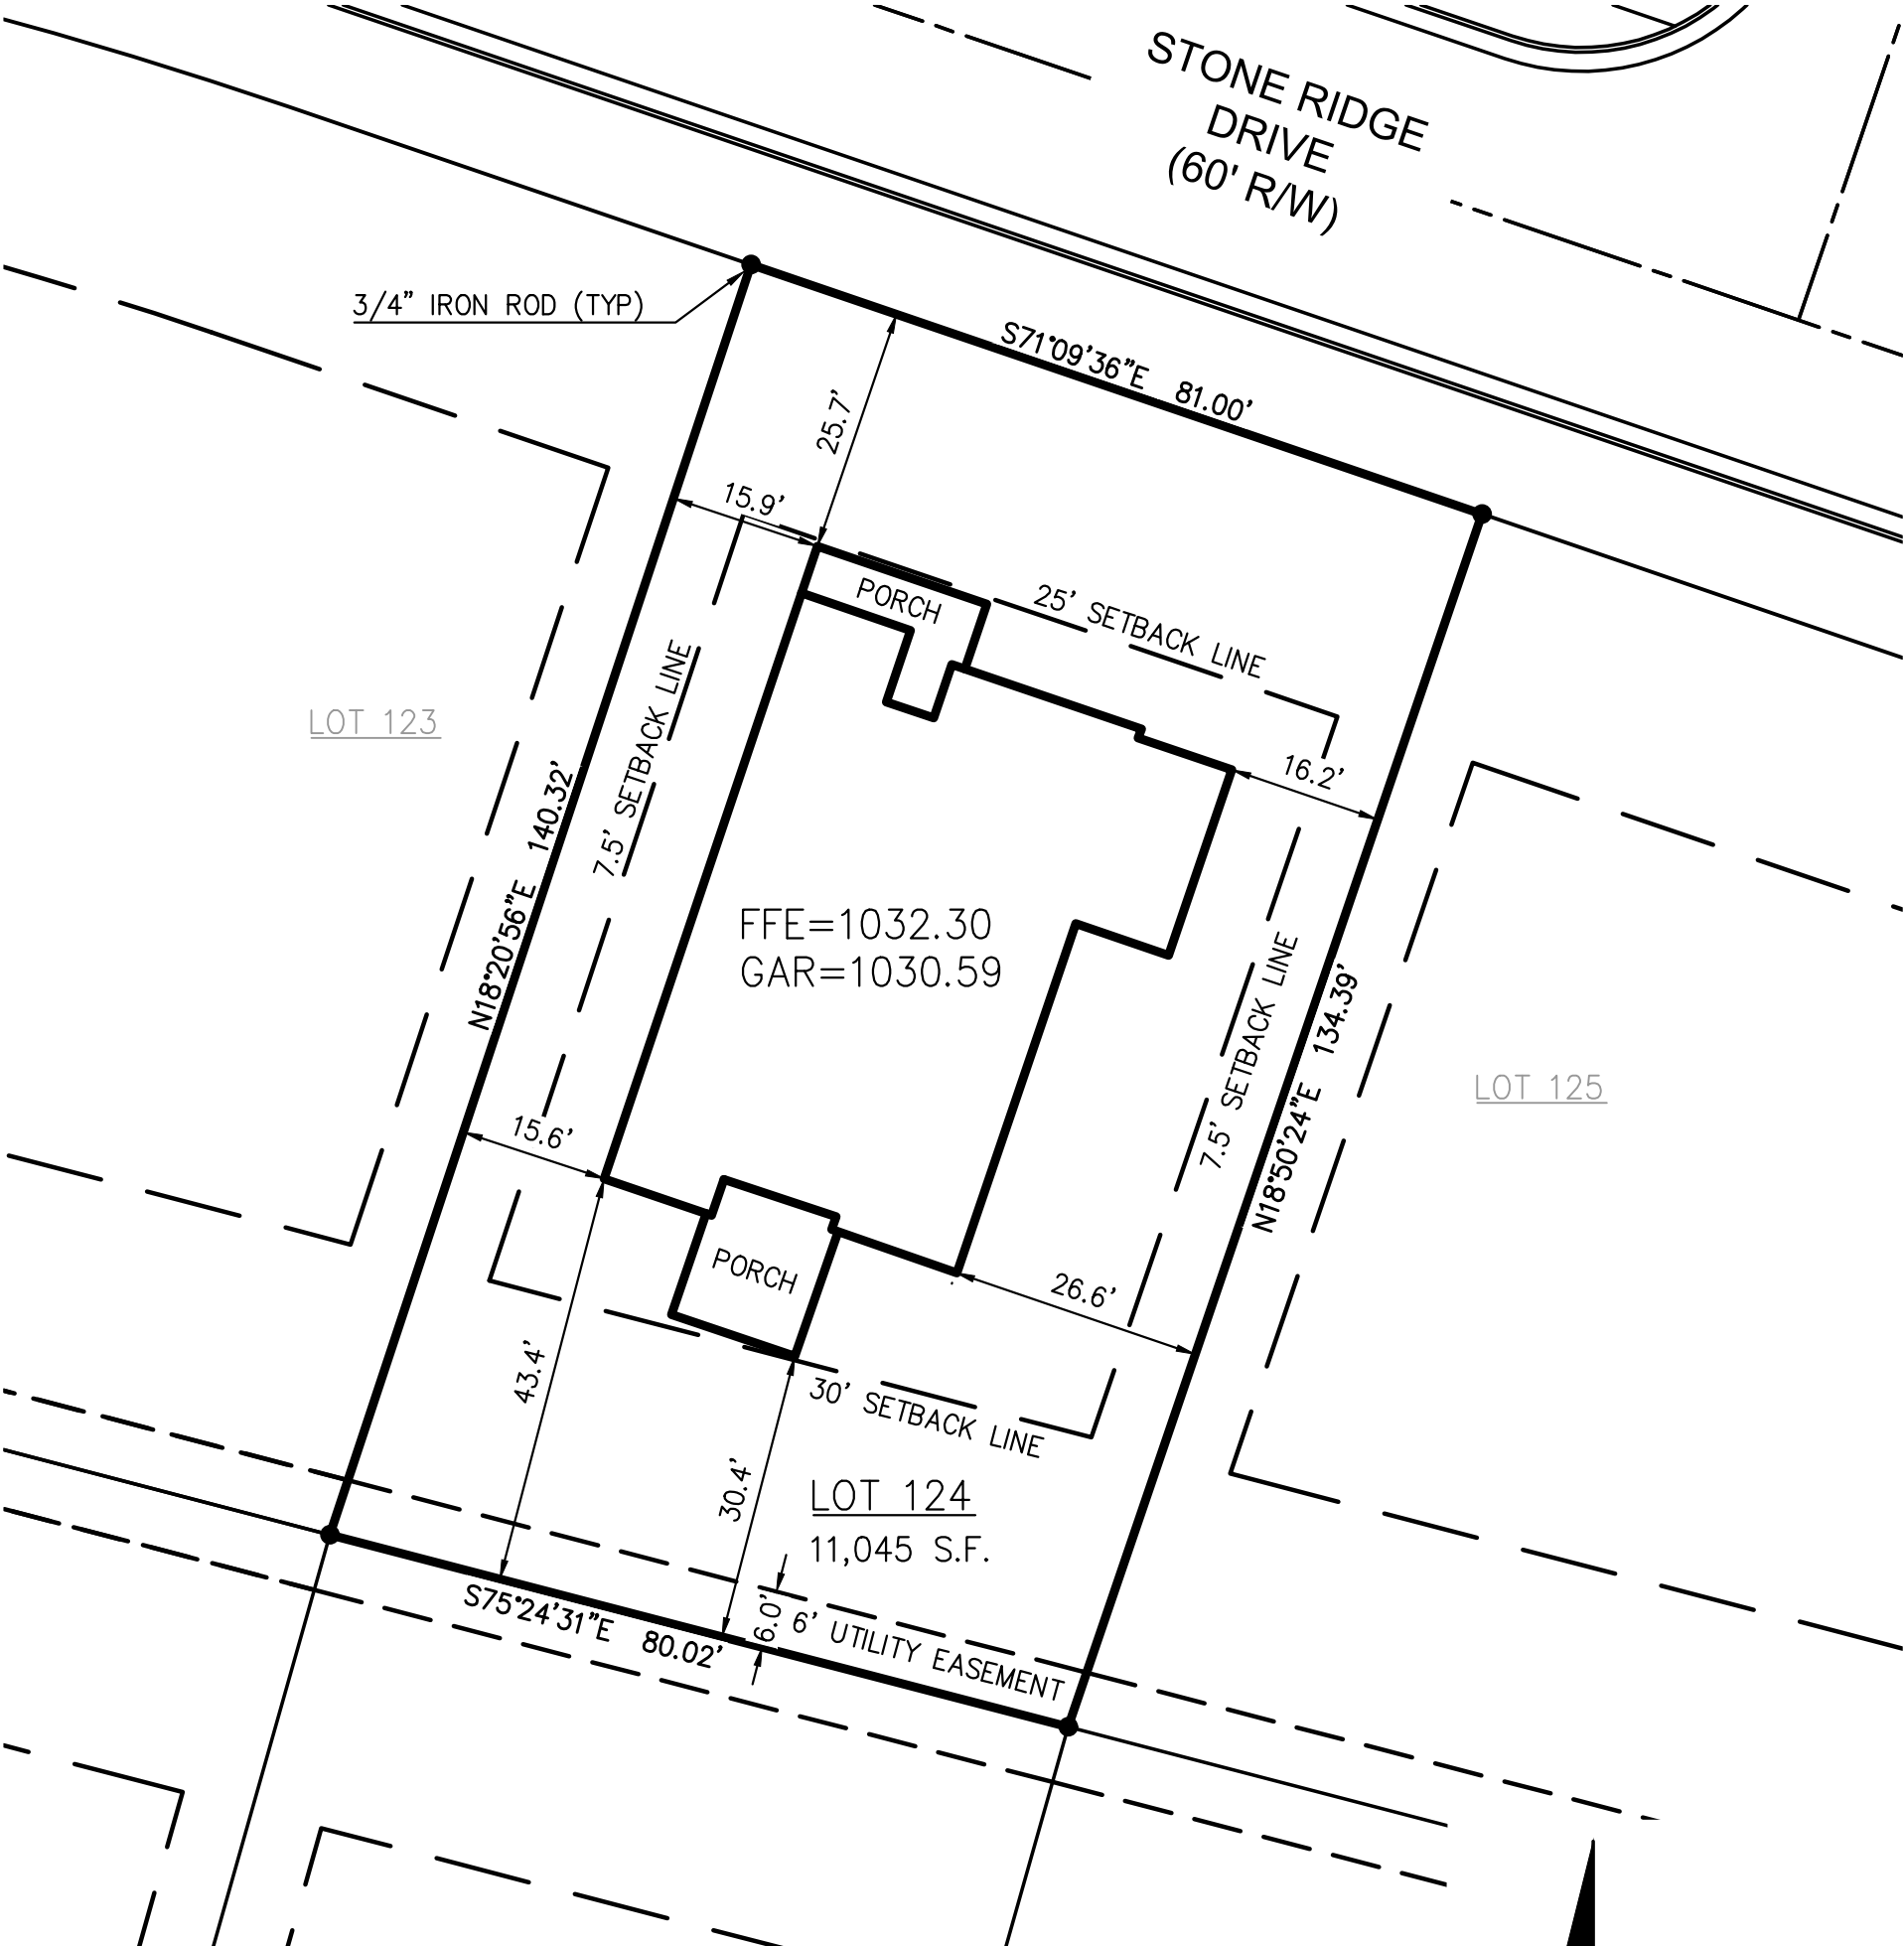 STONE RIDGE
DRIVE
(60' R/W)
3/4" IRON ROD (TYP)
S71°09'36"E 81.00'
25.7'
15.9'
PORCH
25' SETBACK LINE
LOT 123
7.5' SETBACK LINE
16.2'
N18°20'56"E 140.32'
FFE=1032.30
GAR=1030.59
7.5' SETBACK LINE
N18°50'24"E 134.39'
LOT 125
15.6'
PORCH
26.6'
43.4'
30' SETBACK LINE
30.4'
LOT 124
11,045 S.F.
S75°24'31"E 80.02'
6.0'
6' UTILITY EASEMENT